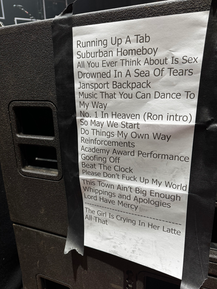 Running Up A Tab
Suburban Homeboy
All You Ever Think About Is Sex
Drowned In A Sea Of Tears
Jansport Backpack
Music That You Can Dance To
My Way
No. 1 In Heaven (Ron intro)
So May We Start
Do Things My Own Way
Reinforcements
Academy Award Performance
Goofing Off
Beat The Clock
Please Don't Fuck Up My World
This Town Ain't Big Enough
Whippings and Apologies
Lord Have Mercy
The Girl Is Crying In Her Latte
All-That